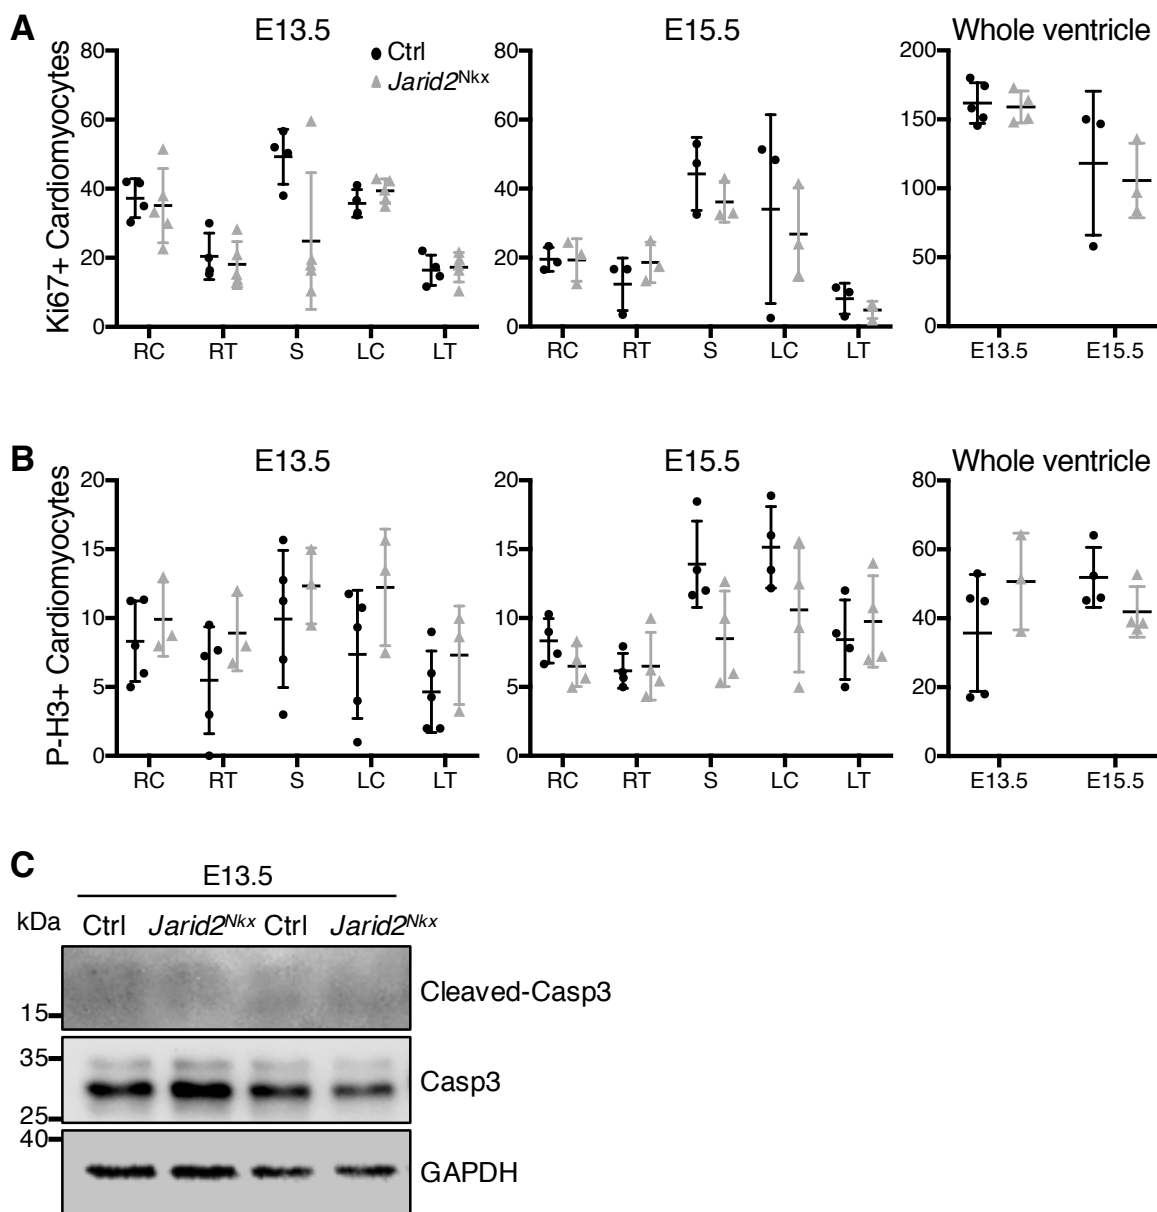 A
E13.5
E15.5
Whole ventricle
Ki67+ Cardiomyocytes
80
60
40
20
0
Ctrl
Jarid2Nkx
RC RT S LC LT
80
60
40
20
0
RC RT S LC LT
200
150
100
50
0
E13.5 E15.5
B
E13.5
E15.5
Whole ventricle
P-H3+ Cardiomyocytes
20
15
10
5
0
RC RT S LC LT
20
15
10
5
0
RC RT S LC LT
80
60
40
20
0
E13.5 E15.5
C
E13.5
kDa Ctrl Jarid2Nkx Ctrl Jarid2Nkx
Cleaved-Casp3
15
35
Casp3
25
40
GAPDH